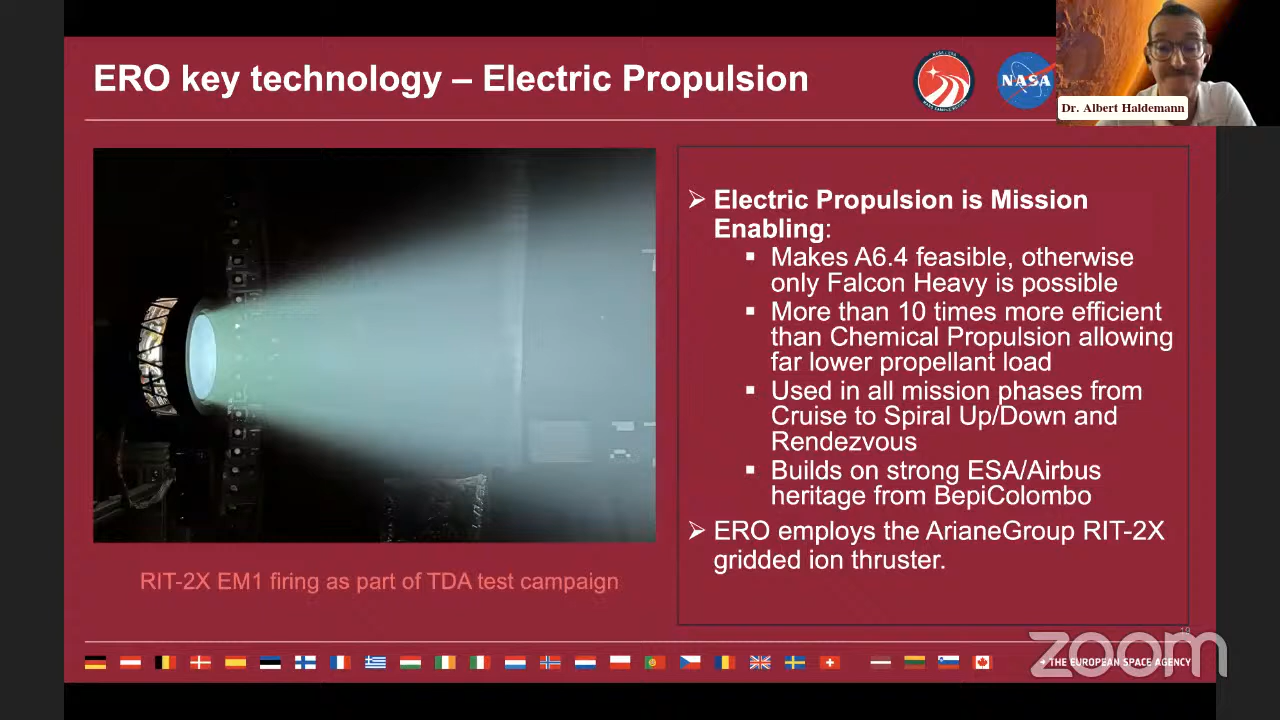 ERO key technology – Electric Propulsion
NASA
Dr. Albert Haldemann
➢ Electric Propulsion is Mission
Enabling:
▪ Makes A6.4 feasible, otherwise
only Falcon Heavy is possible
▪ More than 10 times more efficient
than Chemical Propulsion allowing
far lower propellant load
▪ Used in all mission phases from
Cruise to Spiral Up/Down and
Rendezvous
▪ Builds on strong ESA/Airbus
heritage from BepiColombo
➢ ERO employs the ArianeGroup RIT-2X
gridded ion thruster.
RIT-2X EM1 firing as part of TDA test campaign
19
zoom
→ THE EUROPEAN SPACE AGENCY